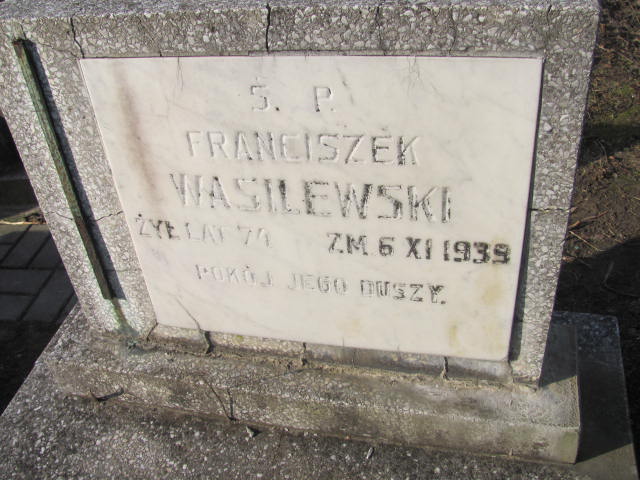 Ś. P.
FRANCISZEK
WASILEWSKI
ŻYŁ LAT 74 ZM. 6 XI 1939
POKÓJ JEGO DUSZY.